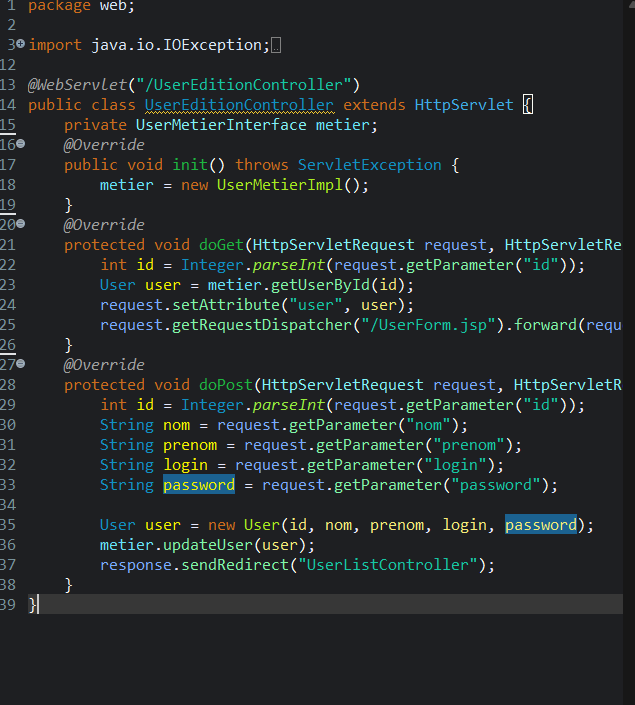 1 package web;
2
3 import java.io.IOException;
12
13 @WebServlet("/UserEditionController")
14 public class UserEditionController extends HttpServlet {
15     private UserMetierInterface metier;
16     @Override
17     public void init() throws ServletException {
18         metier = new UserMetierImpl();
19     }
20     @Override
21     protected void doGet(HttpServletRequest request, HttpServletRe
22         int id = Integer.parseInt(request.getParameter("id"));
23         User user = metier.getUserById(id);
24         request.setAttribute("user", user);
25         request.getRequestDispatcher("/UserForm.jsp").forward(requ
26     }
27     @Override
28     protected void doPost(HttpServletRequest request, HttpServletR
29         int id = Integer.parseInt(request.getParameter("id"));
30         String nom = request.getParameter("nom");
31         String prenom = request.getParameter("prenom");
32         String login = request.getParameter("login");
33         String password = request.getParameter("password");
34
35         User user = new User(id, nom, prenom, login, password);
36         metier.updateUser(user);
37         response.sendRedirect("UserListController");
38     }
39 }